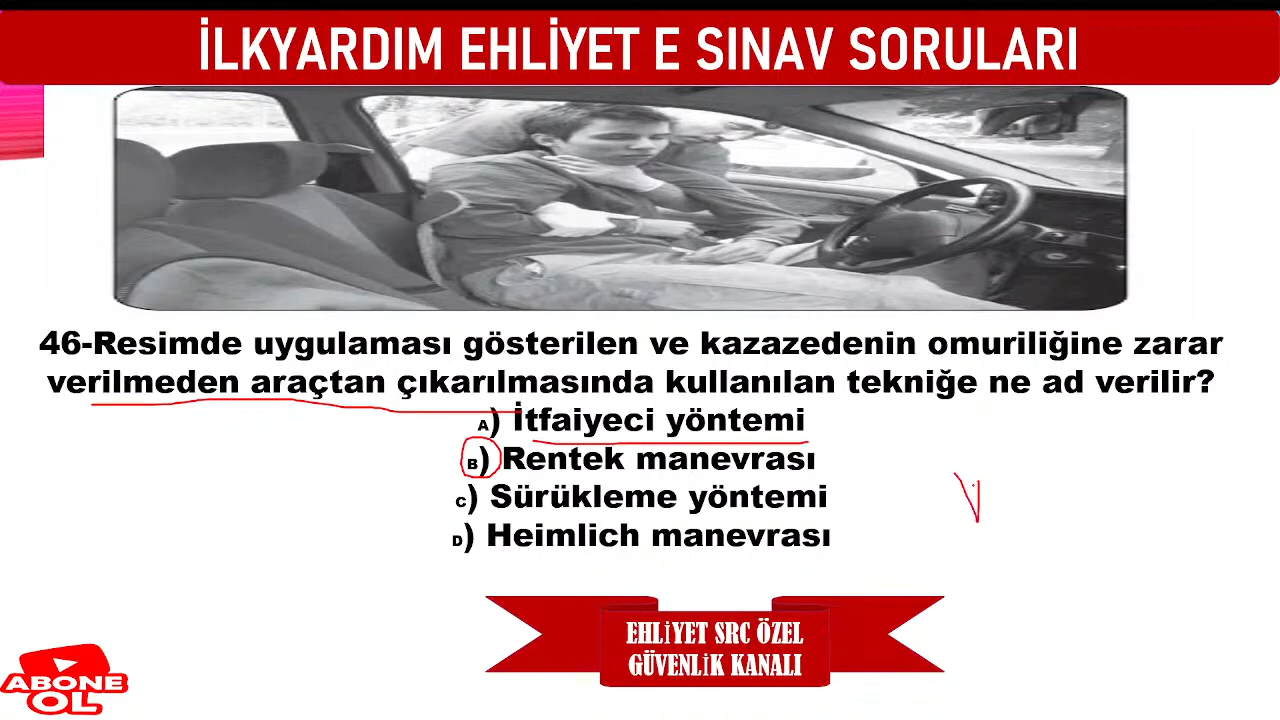 İLKYARDIM EHLİYET E SINAV SORULARI
46-Resimde uygulaması gösterilen ve kazazedenin omuriliğine zarar
verilmeden araçtan çıkarılmasında kullanılan tekniğe ne ad verilir?
A) İtfaiyeci yöntemi
B) Rentek manevrası
C) Sürükleme yöntemi
D) Heimlich manevrası
EHLİYET SRC ÖZEL
GÜVENLİK KANALI
ABONE
OL